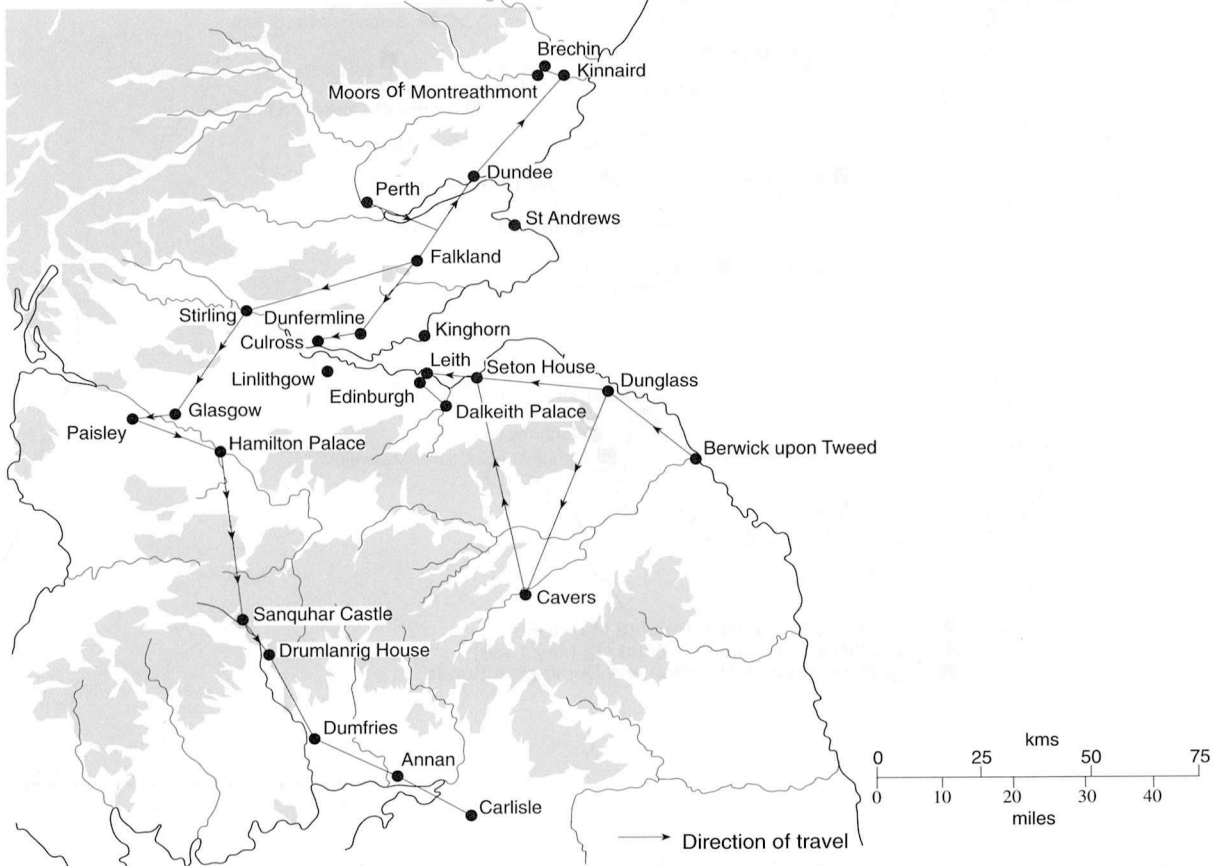 Brechin
Kinnaird
Moors of Montreathmont
Dundee
Perth
St Andrews
Falkland
Stirling
Dunfermline
Culross
Kinghorn
Leith
Seton House
Linlithgow
Edinburgh
Dunglass
Dalkeith Palace
Glasgow
Paisley
Hamilton Palace
Berwick upon Tweed
Cavers
Sanquhar Castle
Drumlanrig House
Dumfries
Annan
Carlisle
kms
0 25 50 75
0 10 20 30 40
miles
Direction of travel